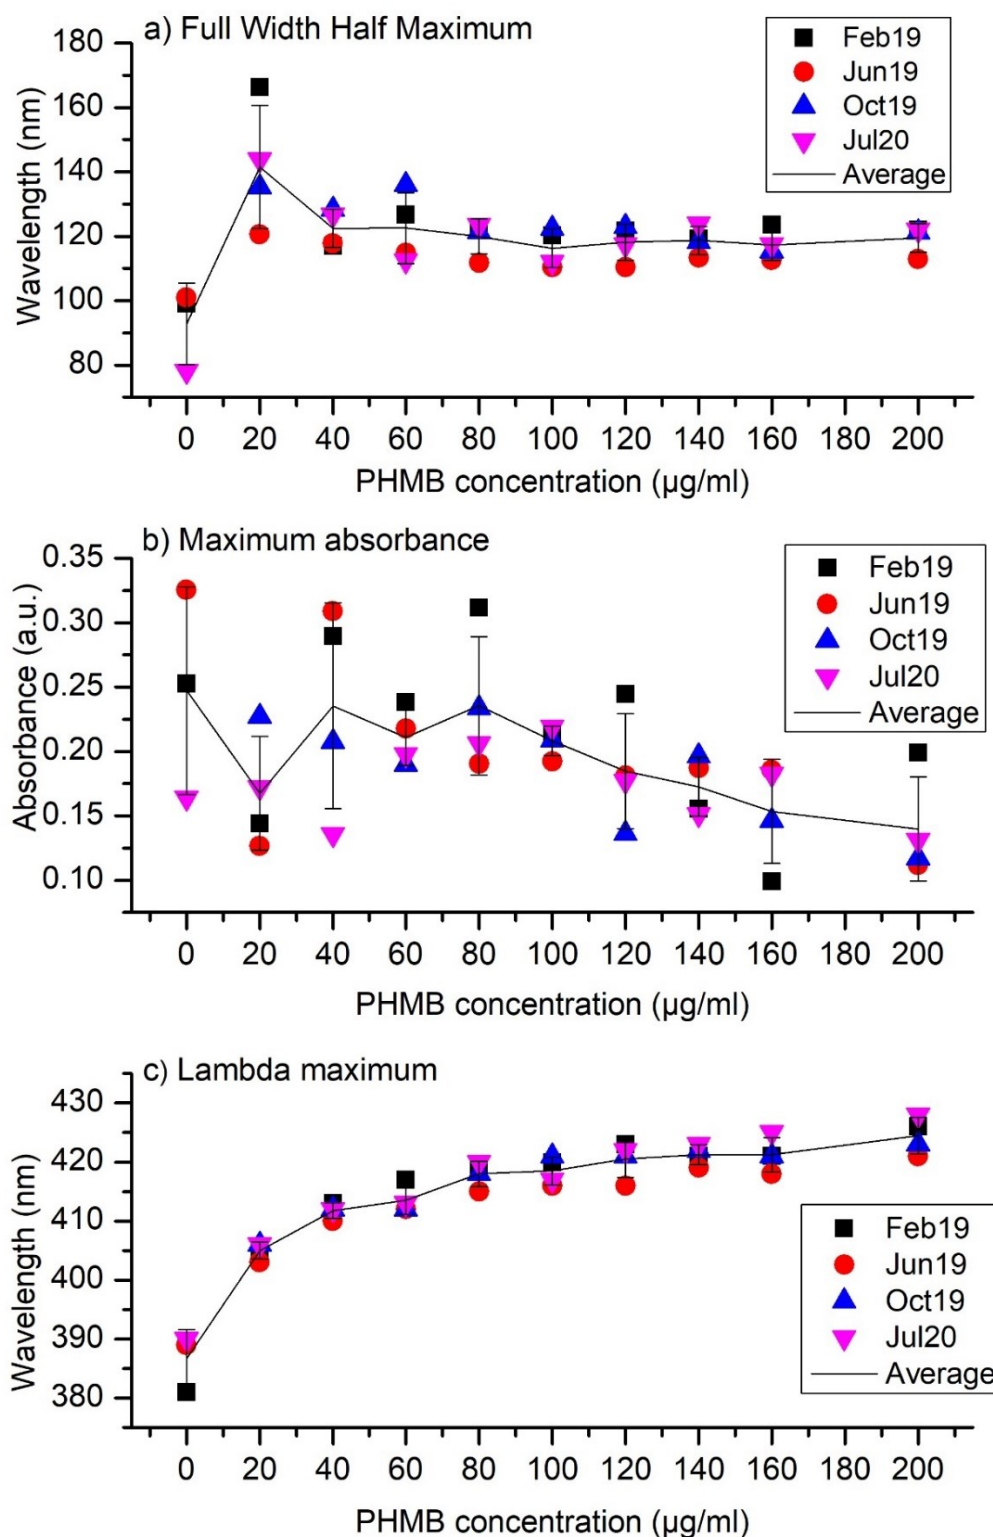 a) Full Width Half Maximum
Feb19
Jun19
Oct19
Jul20
Average
Wavelength (nm)
180
160
140
120
100
80
0 20 40 60 80 100 120 140 160 180 200
PHMB concentration (µg/ml)
b) Maximum absorbance
Feb19
Jun19
Oct19
Jul20
Average
Absorbance (a.u.)
0.35
0.30
0.25
0.20
0.15
0.10
0 20 40 60 80 100 120 140 160 180 200
PHMB concentration (µg/ml)
c) Lambda maximum
Wavelength (nm)
430
420
410
400
390
380
Feb19
Jun19
Oct19
Jul20
Average
0 20 40 60 80 100 120 140 160 180 200
PHMB concentration (µg/ml)